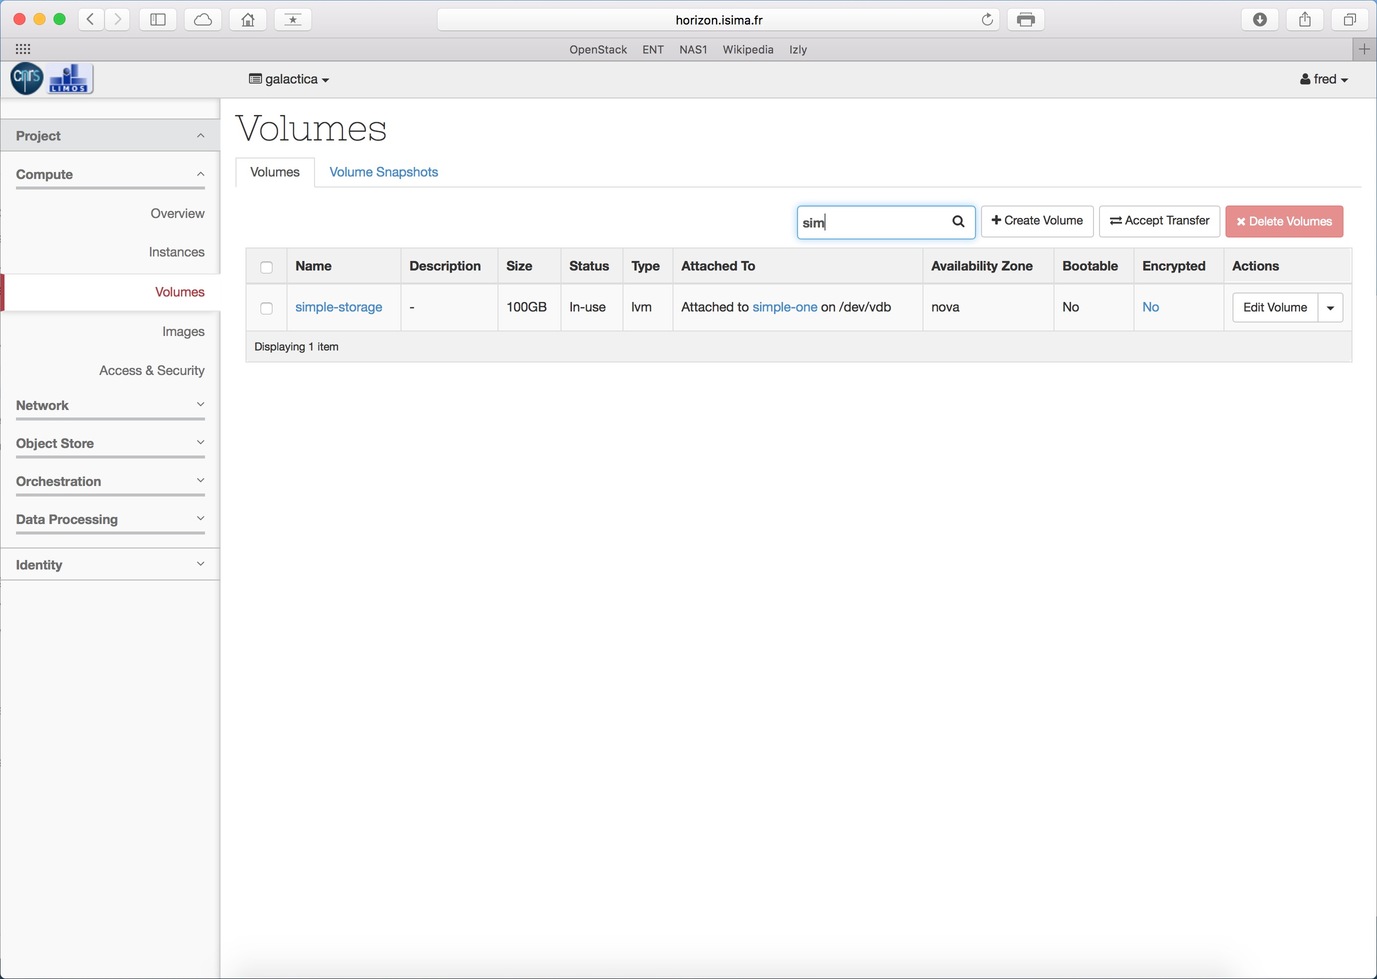 horizon.isima.fr
OpenStack ENT NAS1 Wikipedia Izly
cnrs LIMOS galactica fred
Project
Compute
Overview
Instances
Volumes
Images
Access & Security
Network
Object Store
Orchestration
Data Processing
Identity
Volumes
Volumes Volume Snapshots
sim Create Volume Accept Transfer Delete Volumes
Name Description Size Status Type Attached To Availability Zone Bootable Encrypted Actions
simple-storage - 100GB In-use lvm Attached to simple-one on /dev/vdb nova No No Edit Volume
Displaying 1 item